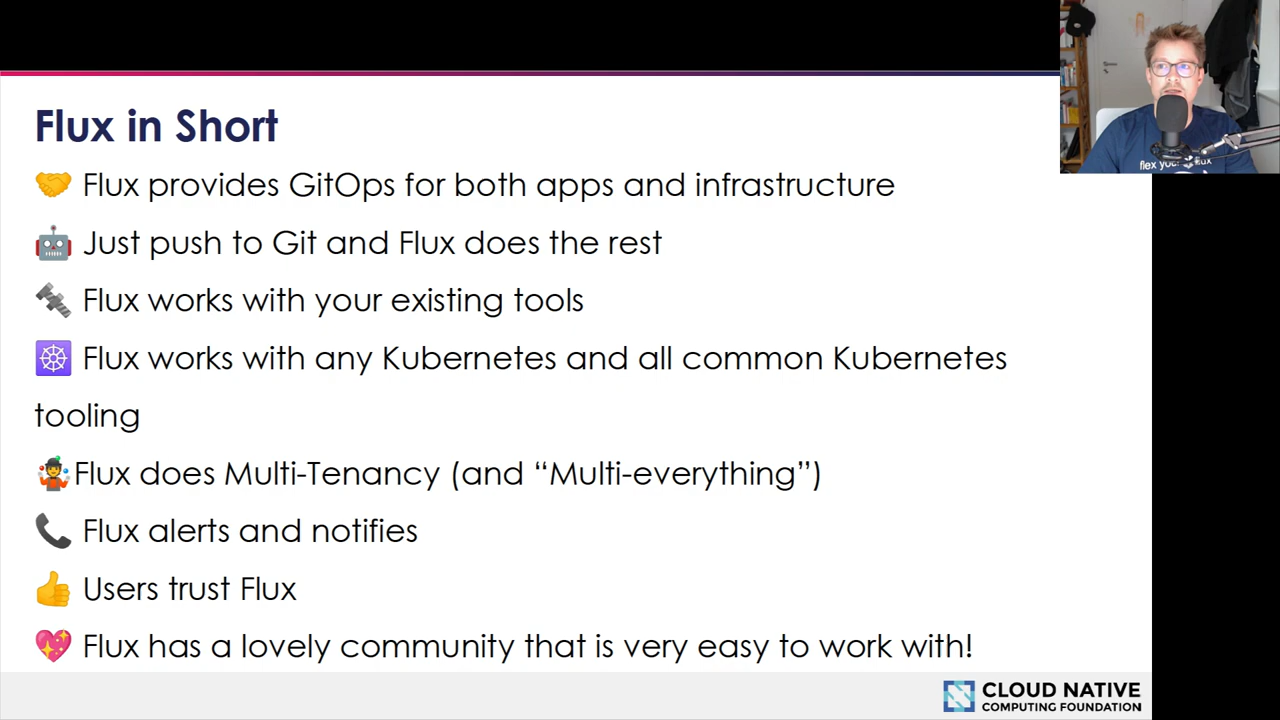 Flux in Short
🤝 Flux provides GitOps for both apps and infrastructure
🤖 Just push to Git and Flux does the rest
🔩 Flux works with your existing tools
☸️ Flux works with any Kubernetes and all common Kubernetes
tooling
🤹Flux does Multi-Tenancy (and “Multi-everything”)
📞 Flux alerts and notifies
👍 Users trust Flux
💖 Flux has a lovely community that is very easy to work with!
CLOUD NATIVE
COMPUTING FOUNDATION
flex flux